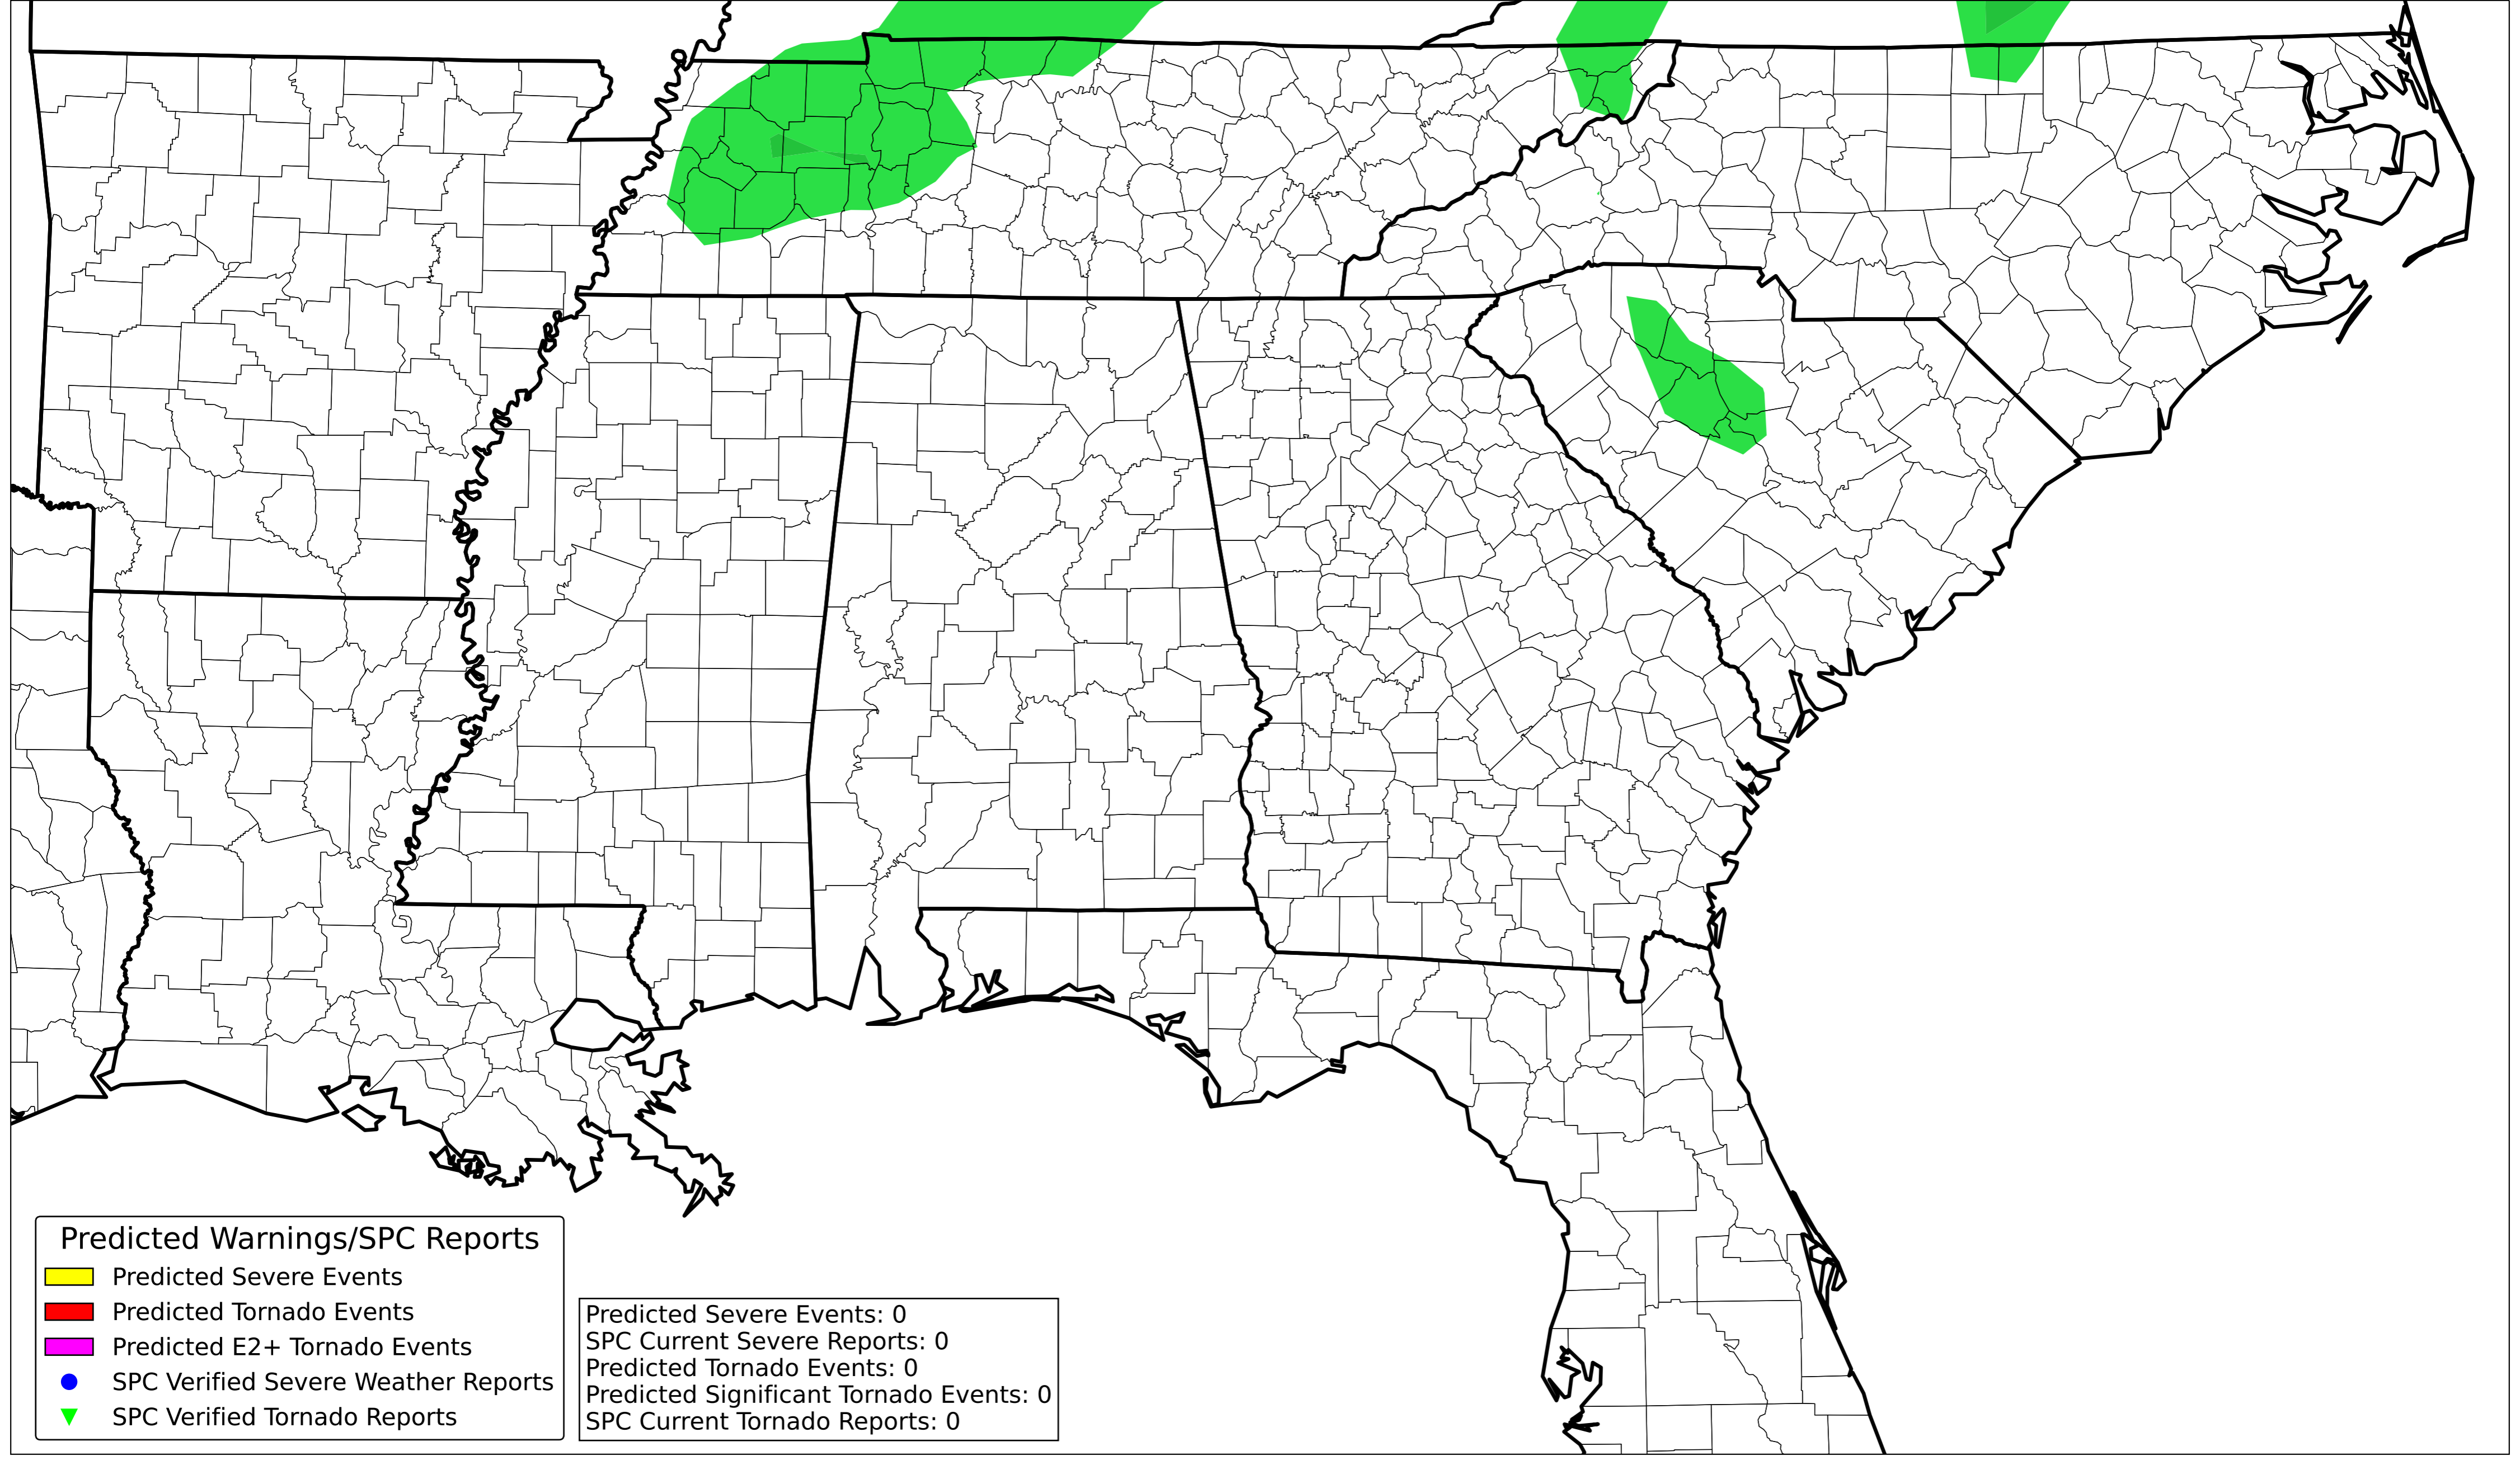 Predicted Warnings/SPC Reports
Predicted Severe Events
Predicted Tornado Events
Predicted E2+ Tornado Events
SPC Verified Severe Weather Reports
SPC Verified Tornado Reports
Predicted Severe Events: 0
SPC Current Severe Reports: 0
Predicted Tornado Events: 0
Predicted Significant Tornado Events: 0
SPC Current Tornado Reports: 0